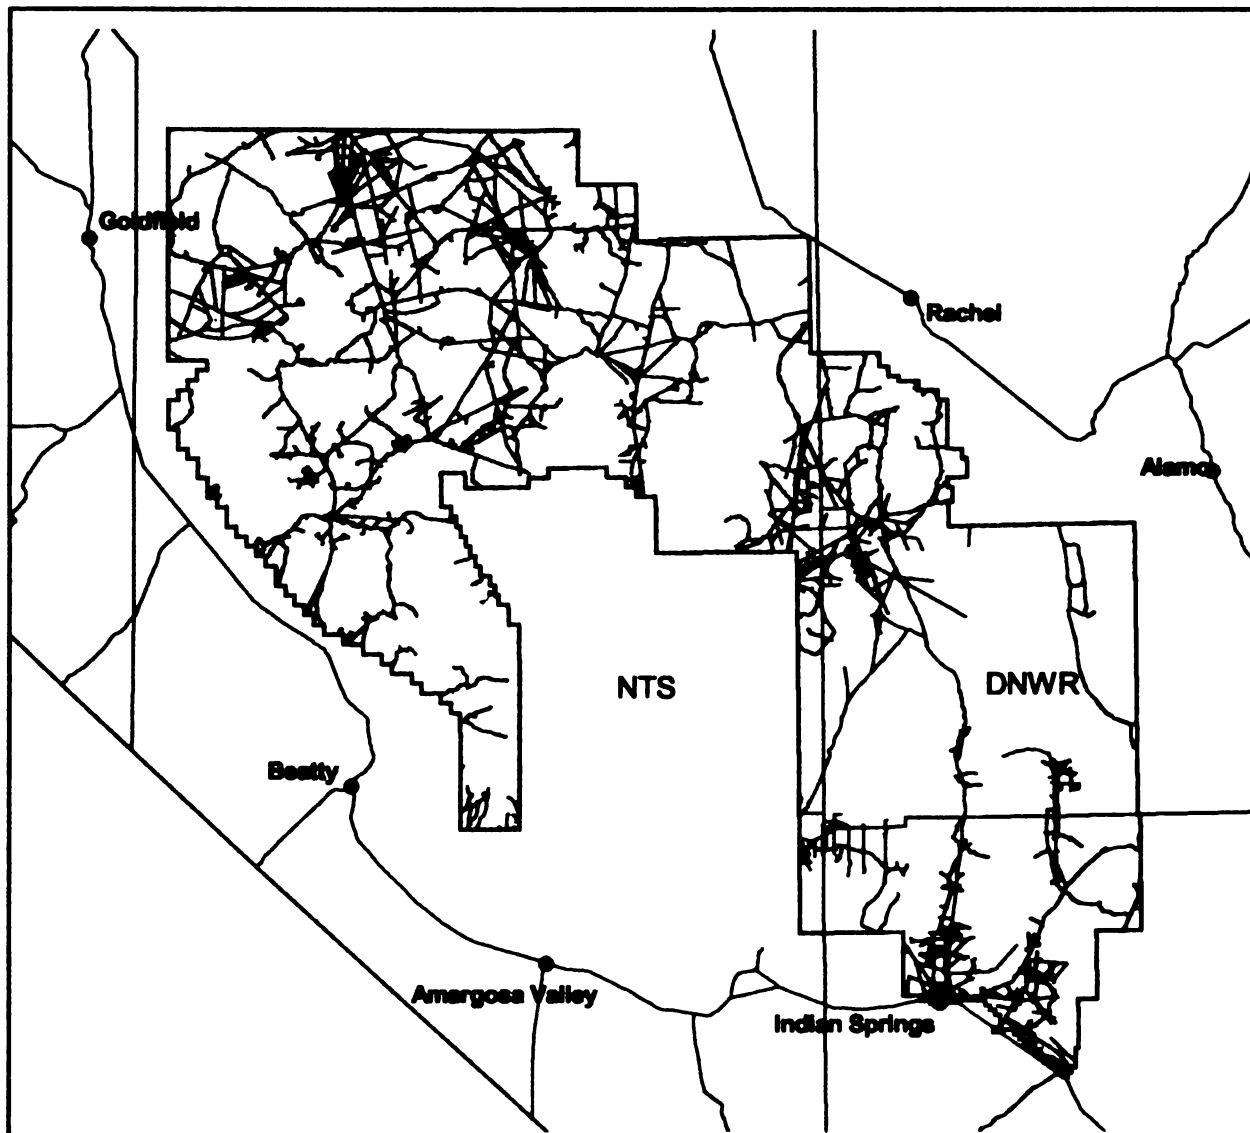 Goldfield
Rachel
Alamo
NTS
DNWR
Beatty
Amargosa Valley
Indian Springs